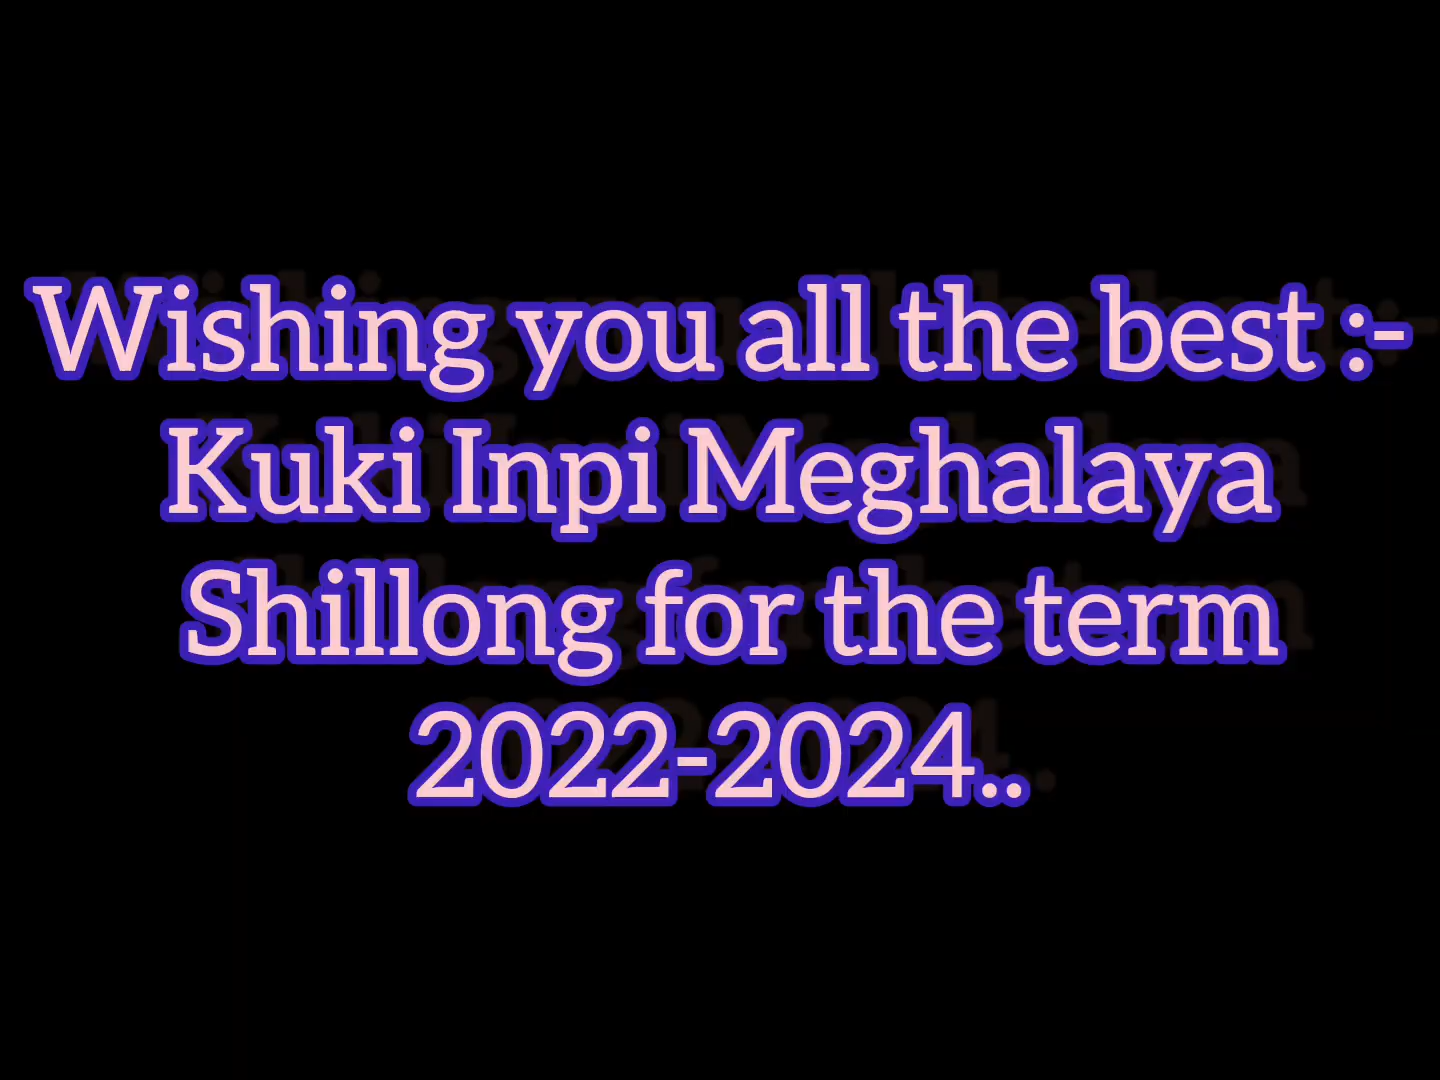 Wishing you all the best :-
Kuki Inpi Meghalaya
Shillong for the term
2022-2024..